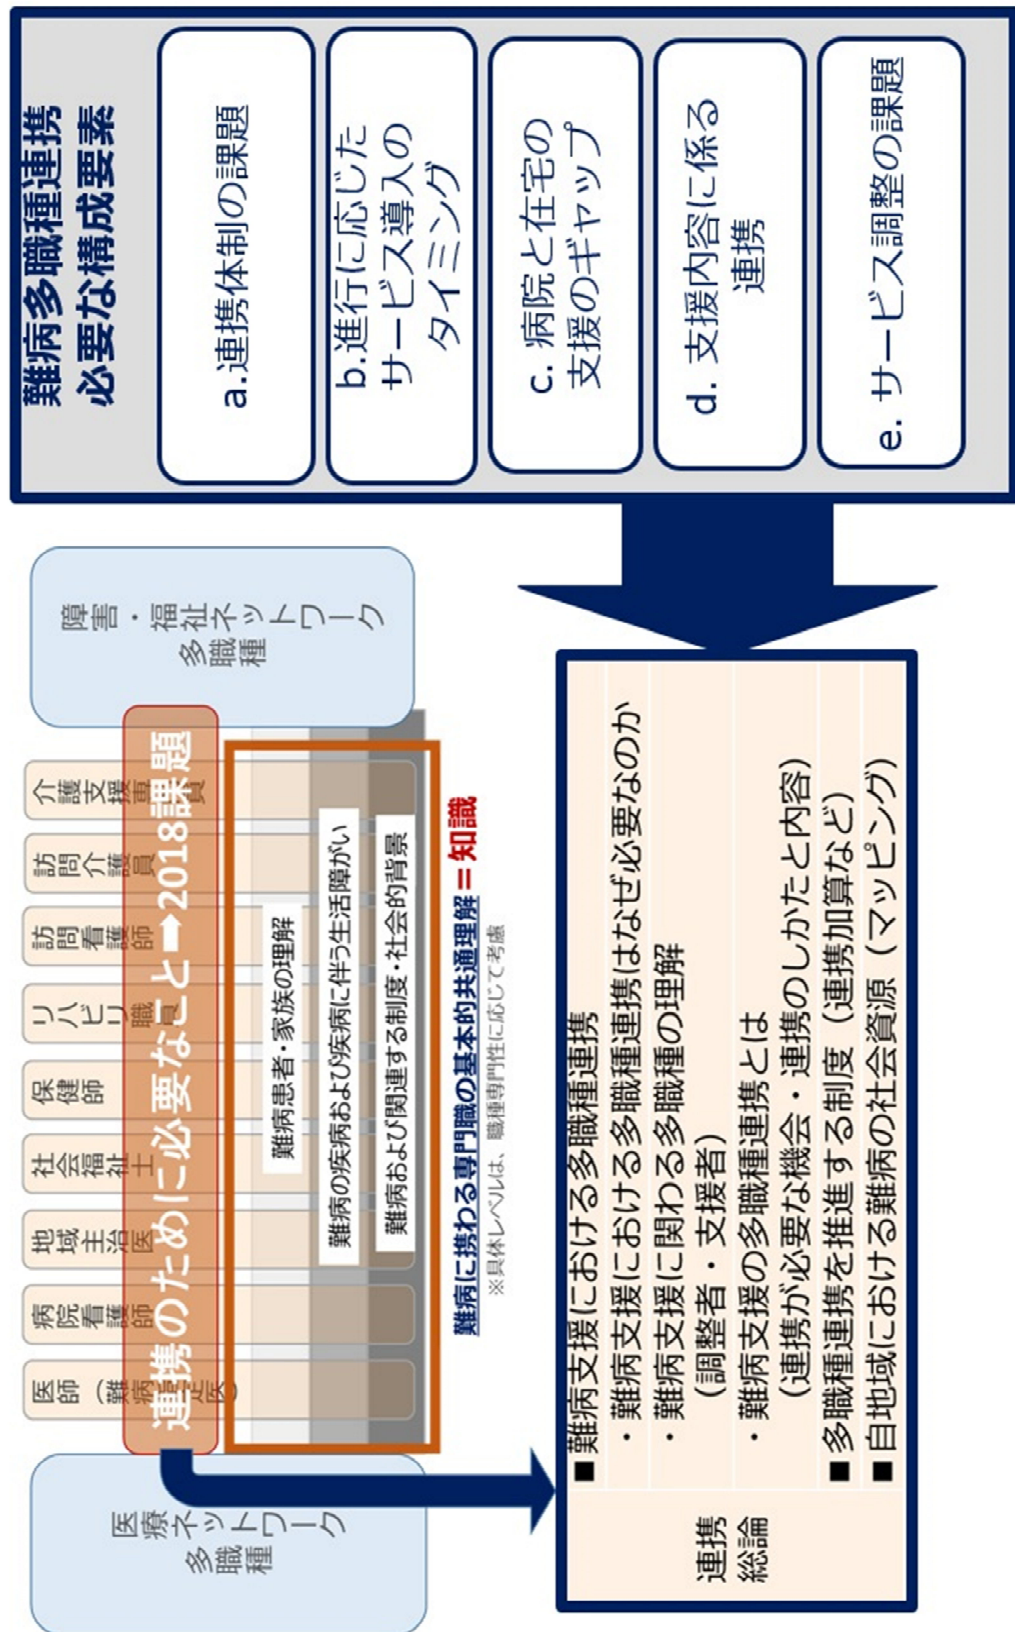 医療ネットワーク
多職種
医師（難病指定医）
病院看護師
地域主治医
社会福祉士
保健師
リハビリ職員
訪問看護師
訪問介護員
介護支援専門員
障害・福祉ネットワーク
多職種
連携のために必要なこと➡2018課題
難病患者・家族の理解
難病の疾病および疾病に伴う生活障がい
難病および関連する制度・社会的背景
難病に携わる専門職の基本的共通理解＝知識
※具体レベルは、職種専門性に応じて考慮
難病多職種連携
必要な構成要素
a.連携体制の課題
b.進行に応じた
サービス導入の
タイミング
c. 病院と在宅の
支援のギャップ
d. 支援内容に係る
連携
e. サービス調整の課題
連携
総論
■難病支援における多職種連携
・難病支援における多職種連携はなぜ必要なのか
・難病支援に関わる多職種の理解
（調整者・支援者）
・難病支援の多職種連携とは
（連携が必要な機会・連携のしかたと内容）
■多職種連携を推進する制度（連携加算など）
■自地域における難病の社会資源（マッピング）